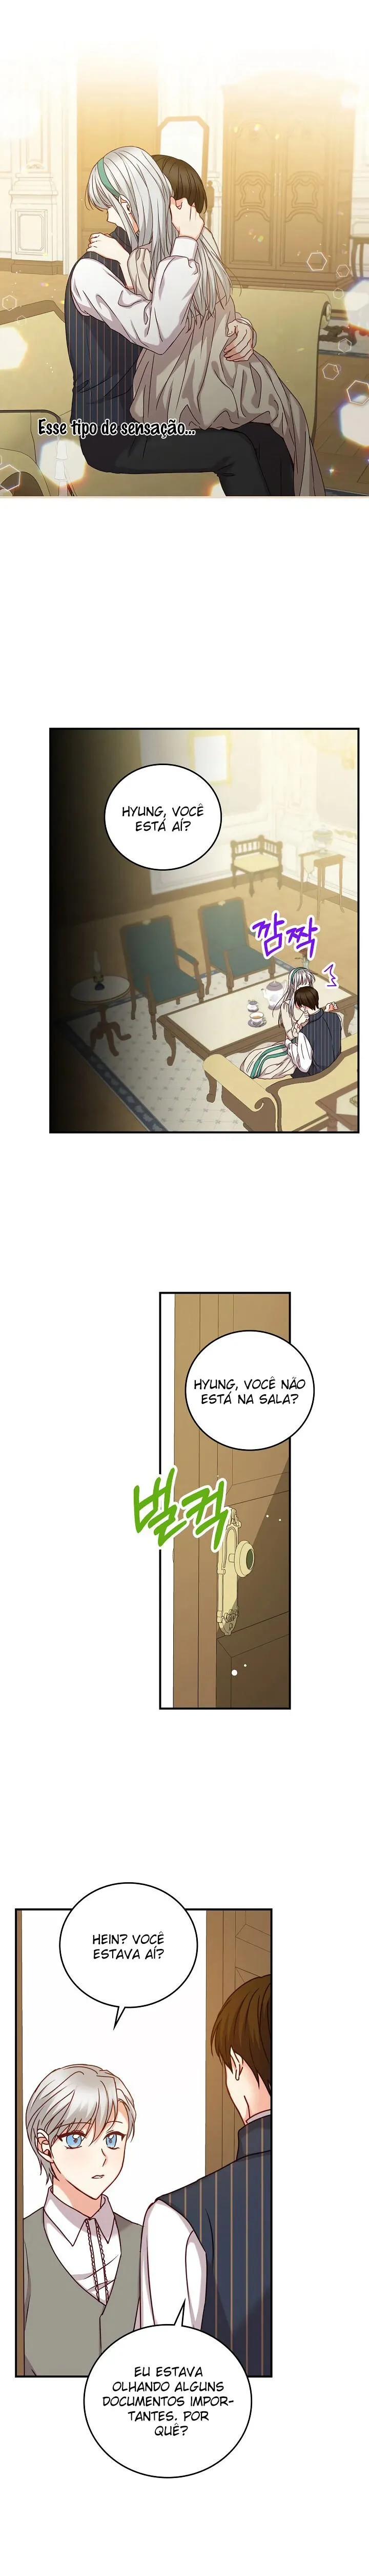 Esse tipo de sensação...
HYUNG, VOCÊ
ESTÁ AÍ?
깜짝
HYUNG, VOCÊ NÃO
ESTÁ NA SALA?
벌컥
HEIN? VOCÊ
ESTAVA AÍ?
EU ESTAVA
OLHANDO ALGUNS
DOCUMENTOS IMPOR-
TANTES. POR
QUÊ?